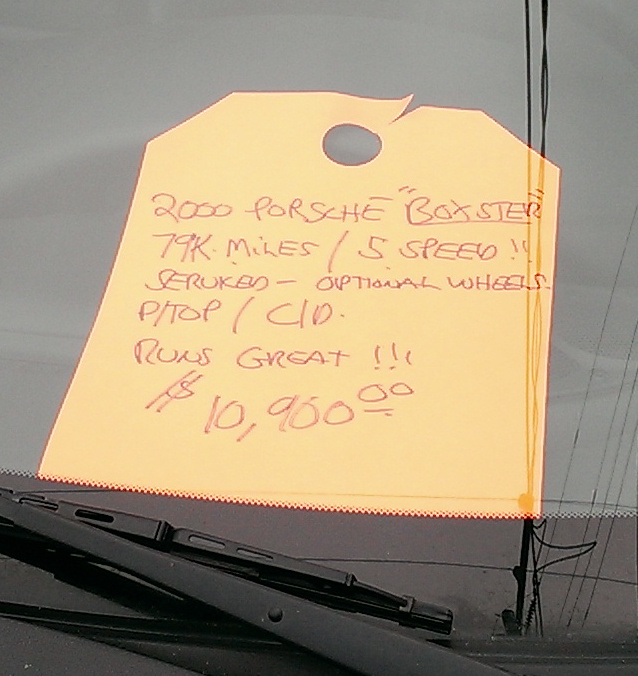 2000 PORSCHE "BOXSTER"
79K MILES / 5 SPEED !!
SERVICED - OPTIONAL WHEELS.
P/TOP / C/D.
RUNS GREAT !!!
$ 10,900.00